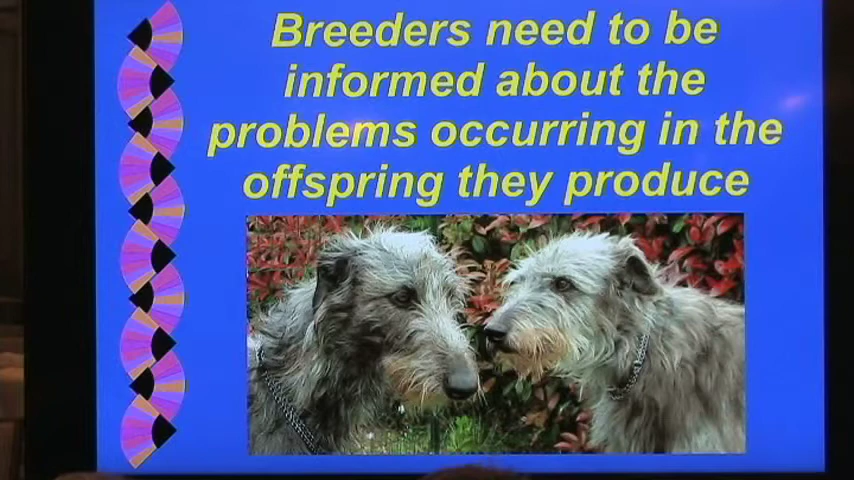 Breeders need to be
informed about the
problems occurring in the
offspring they produce